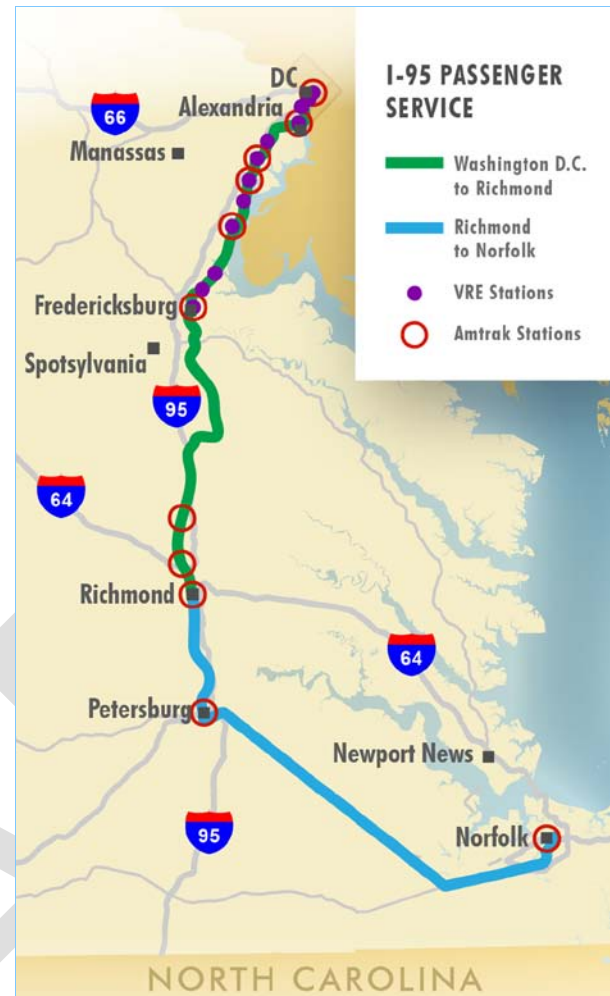 DC
I-95 PASSENGER
SERVICE
Alexandria
66
Manassas
Washington D.C.
to Richmond
Richmond
to Norfolk
VRE Stations
Fredericksburg
Amtrak Stations
Spotsylvania
95
64
Richmond
64
Petersburg
Newport News
95
Norfolk
NORTH CAROLINA